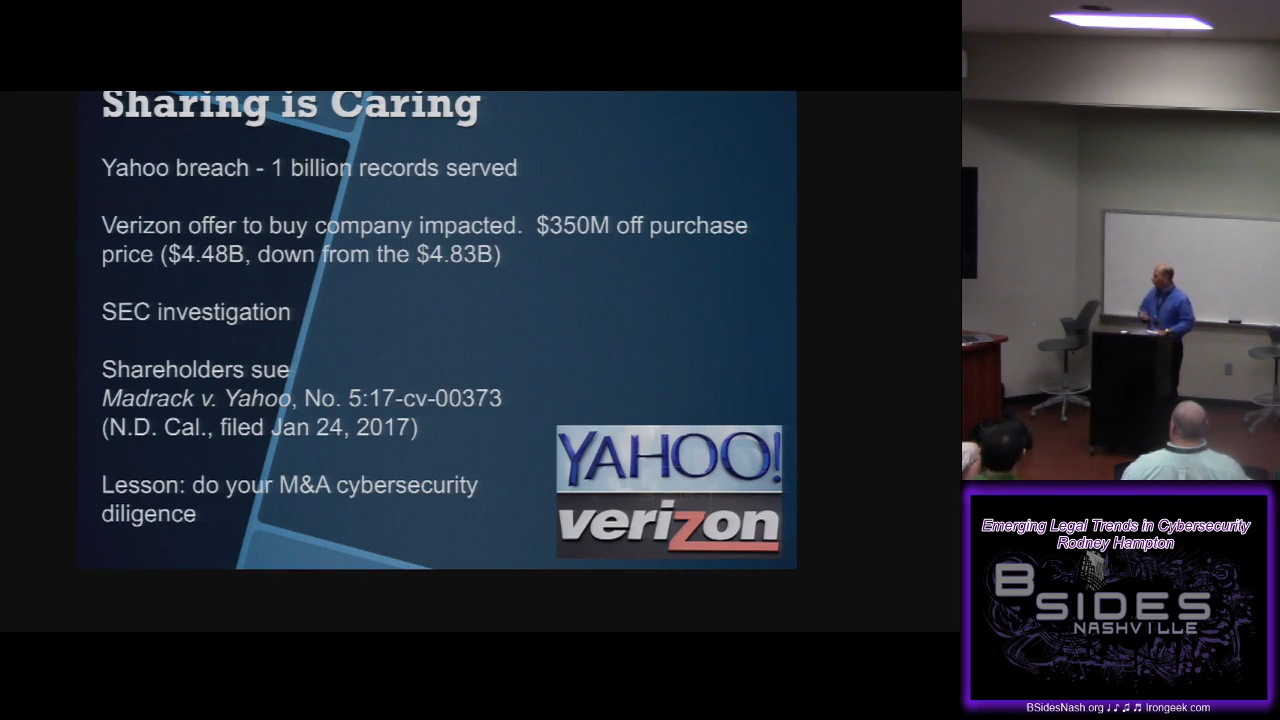 Sharing is Caring
Yahoo breach - 1 billion records served
Verizon offer to buy company impacted.  $350M off purchase
price ($4.48B, down from the $4.83B)
SEC investigation
Shareholders sue
Madrack v. Yahoo, No. 5:17-cv-00373
(N.D. Cal., filed Jan 24, 2017)
Lesson: do your M&A cybersecurity
diligence
YAHOO!
verizon
Emerging Legal Trends in Cybersecurity
Rodney Hampton
BSIDES
NASHVILLE
BSidesNash.org ♩ ♪ ♫ ♬ Irongeek.com